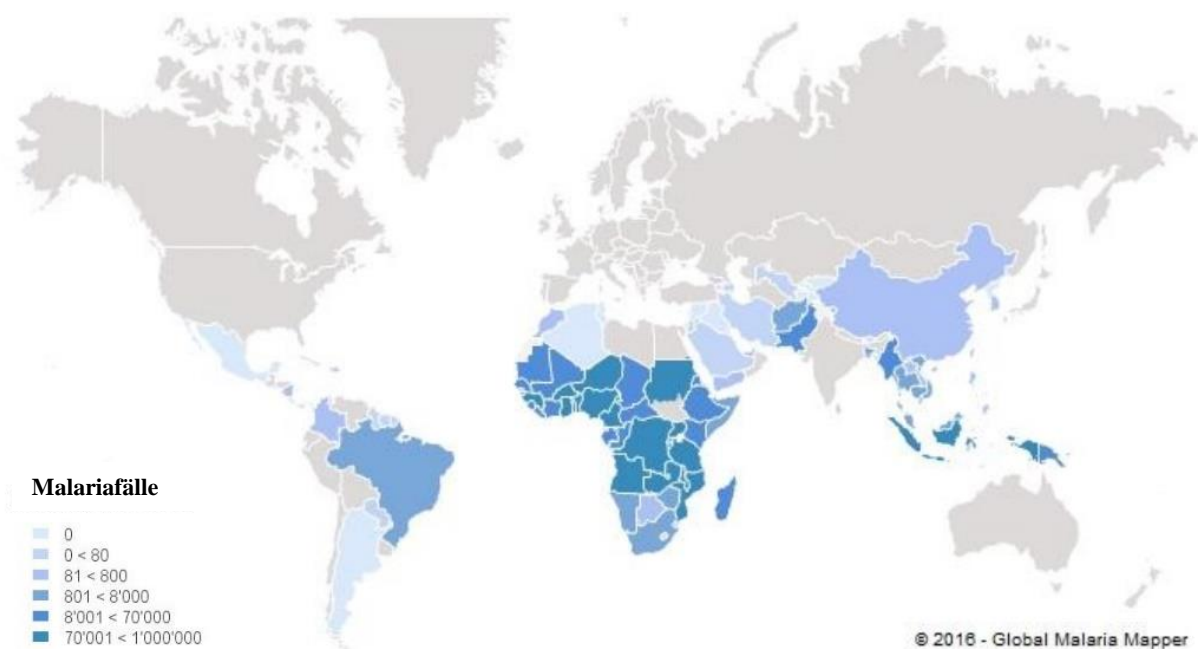 Malariafälle
0
0 < 80
81 < 800
801 < 8'000
8'001 < 70'000
70'001 < 1'000'000
© 2016 - Global Malaria Mapper